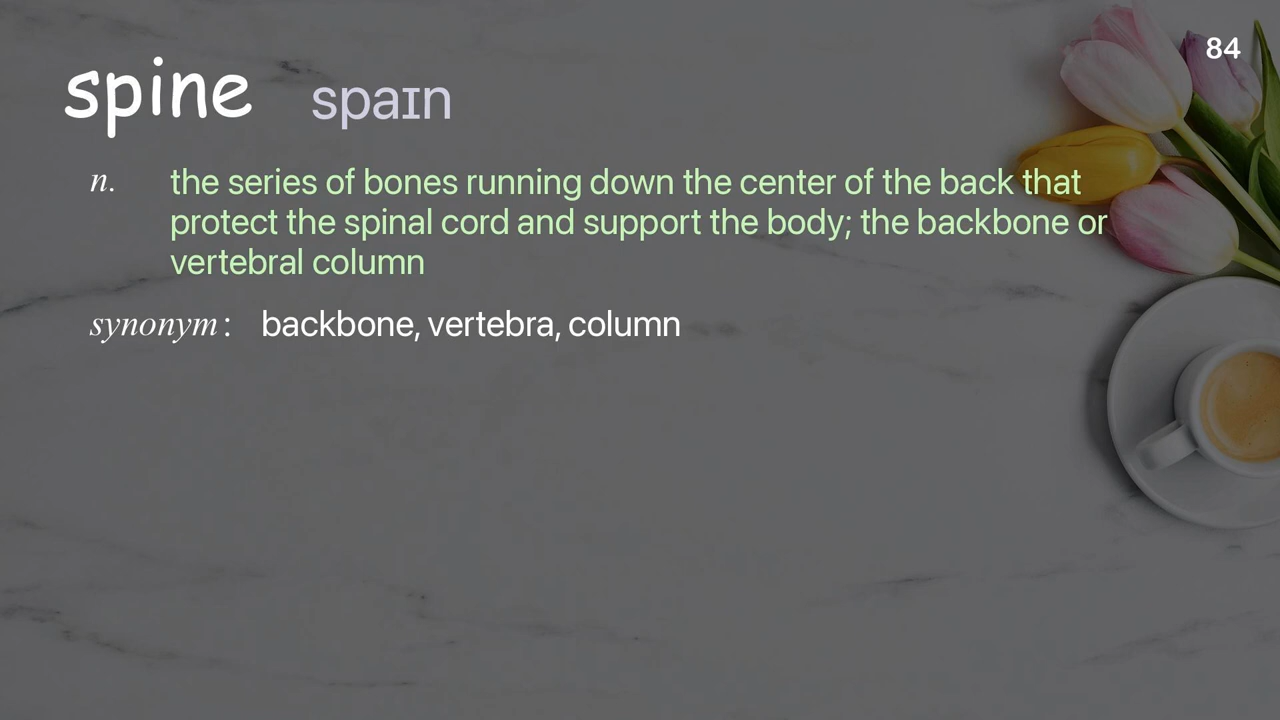 84
spine spaɪn
n. the series of bones running down the center of the back that
protect the spinal cord and support the body; the backbone or
vertebral column
synonym: backbone, vertebra, column